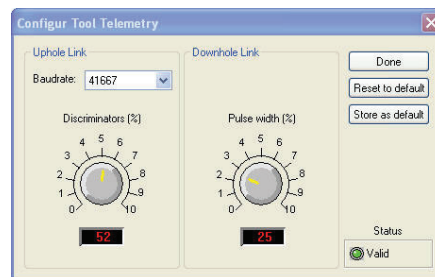 Configur Tool Telemetry
Uphole Link
Baudrate: 41667
Discriminators (%)
0 1 2 3 4 5 6 7 8 9 10
52
Downhole Link
Pulse width (%)
0 1 2 3 4 5 6 7 8 9 10
25
Done
Reset to default
Store as default
Status
Valid